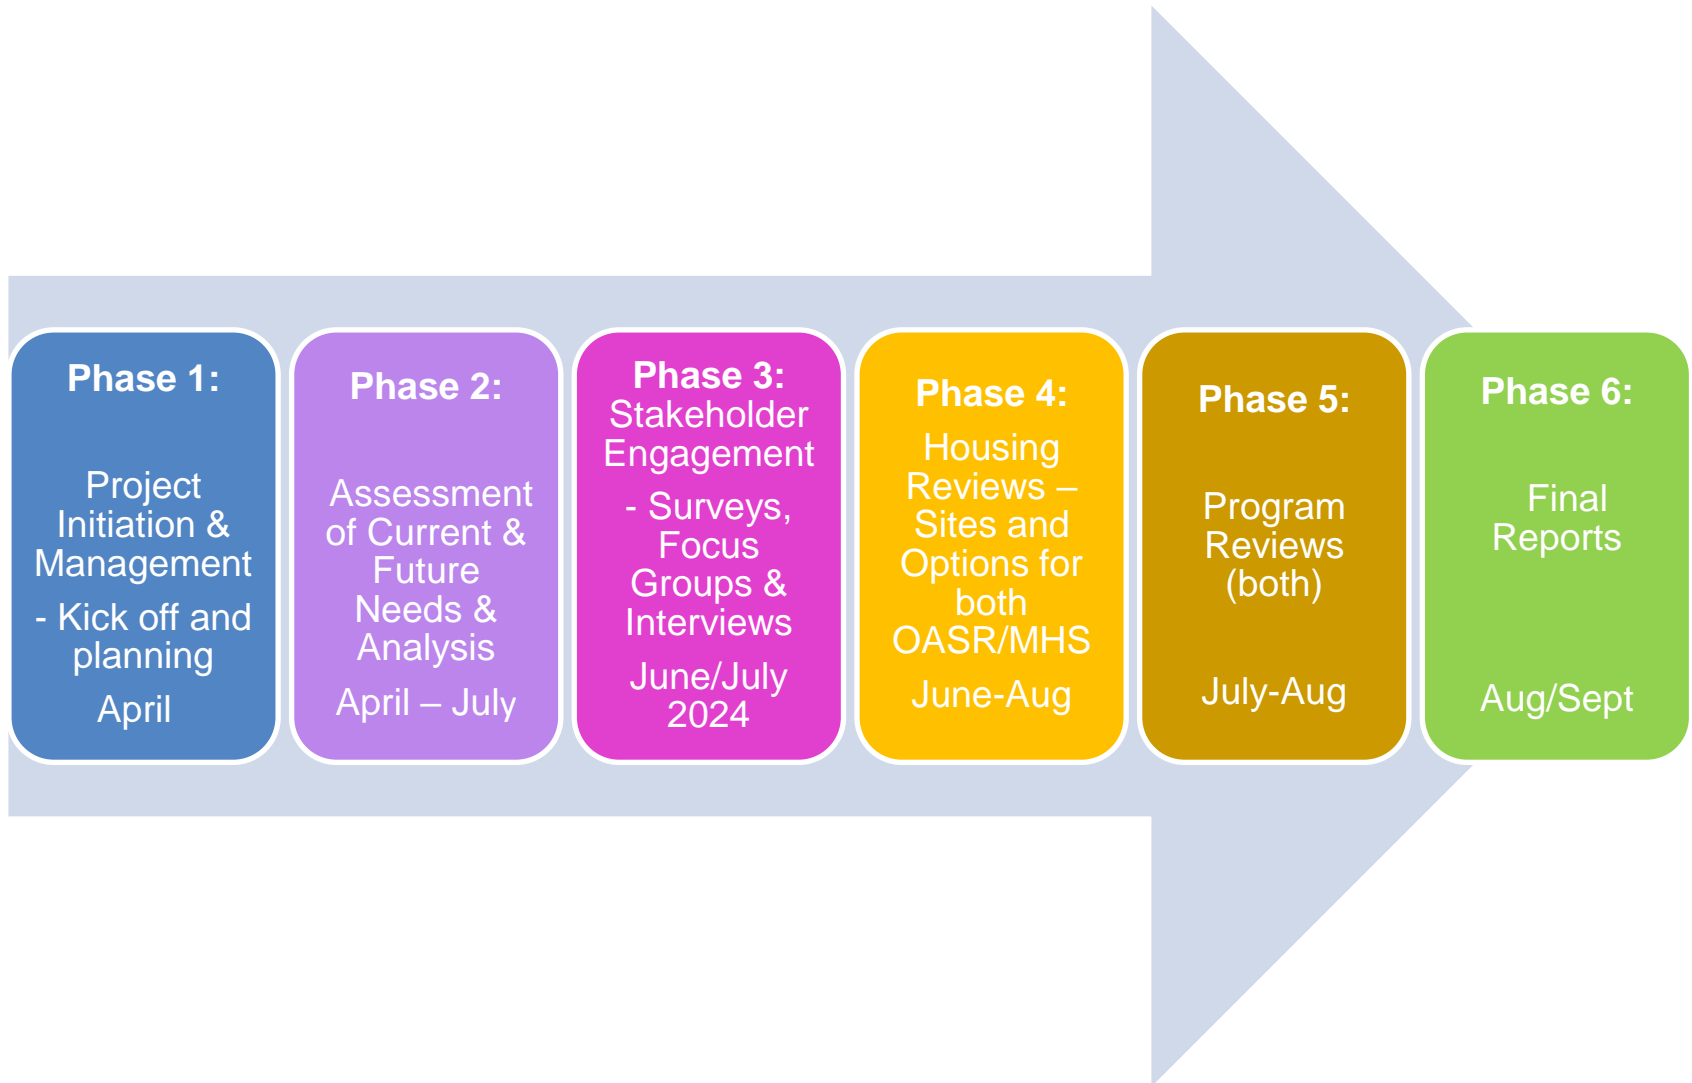 Phase 1:
Project
Initiation &
Management
- Kick off and
planning
April
Phase 2:
Assessment
of Current &
Future
Needs &
Analysis
April – July
Phase 3:
Stakeholder
Engagement
- Surveys,
Focus
Groups &
Interviews
June/July
2024
Phase 4:
Housing
Reviews –
Sites and
Options for
both
OASR/MHS
June-Aug
Phase 5:
Program
Reviews
(both)
July-Aug
Phase 6:
Final
Reports
Aug/Sept